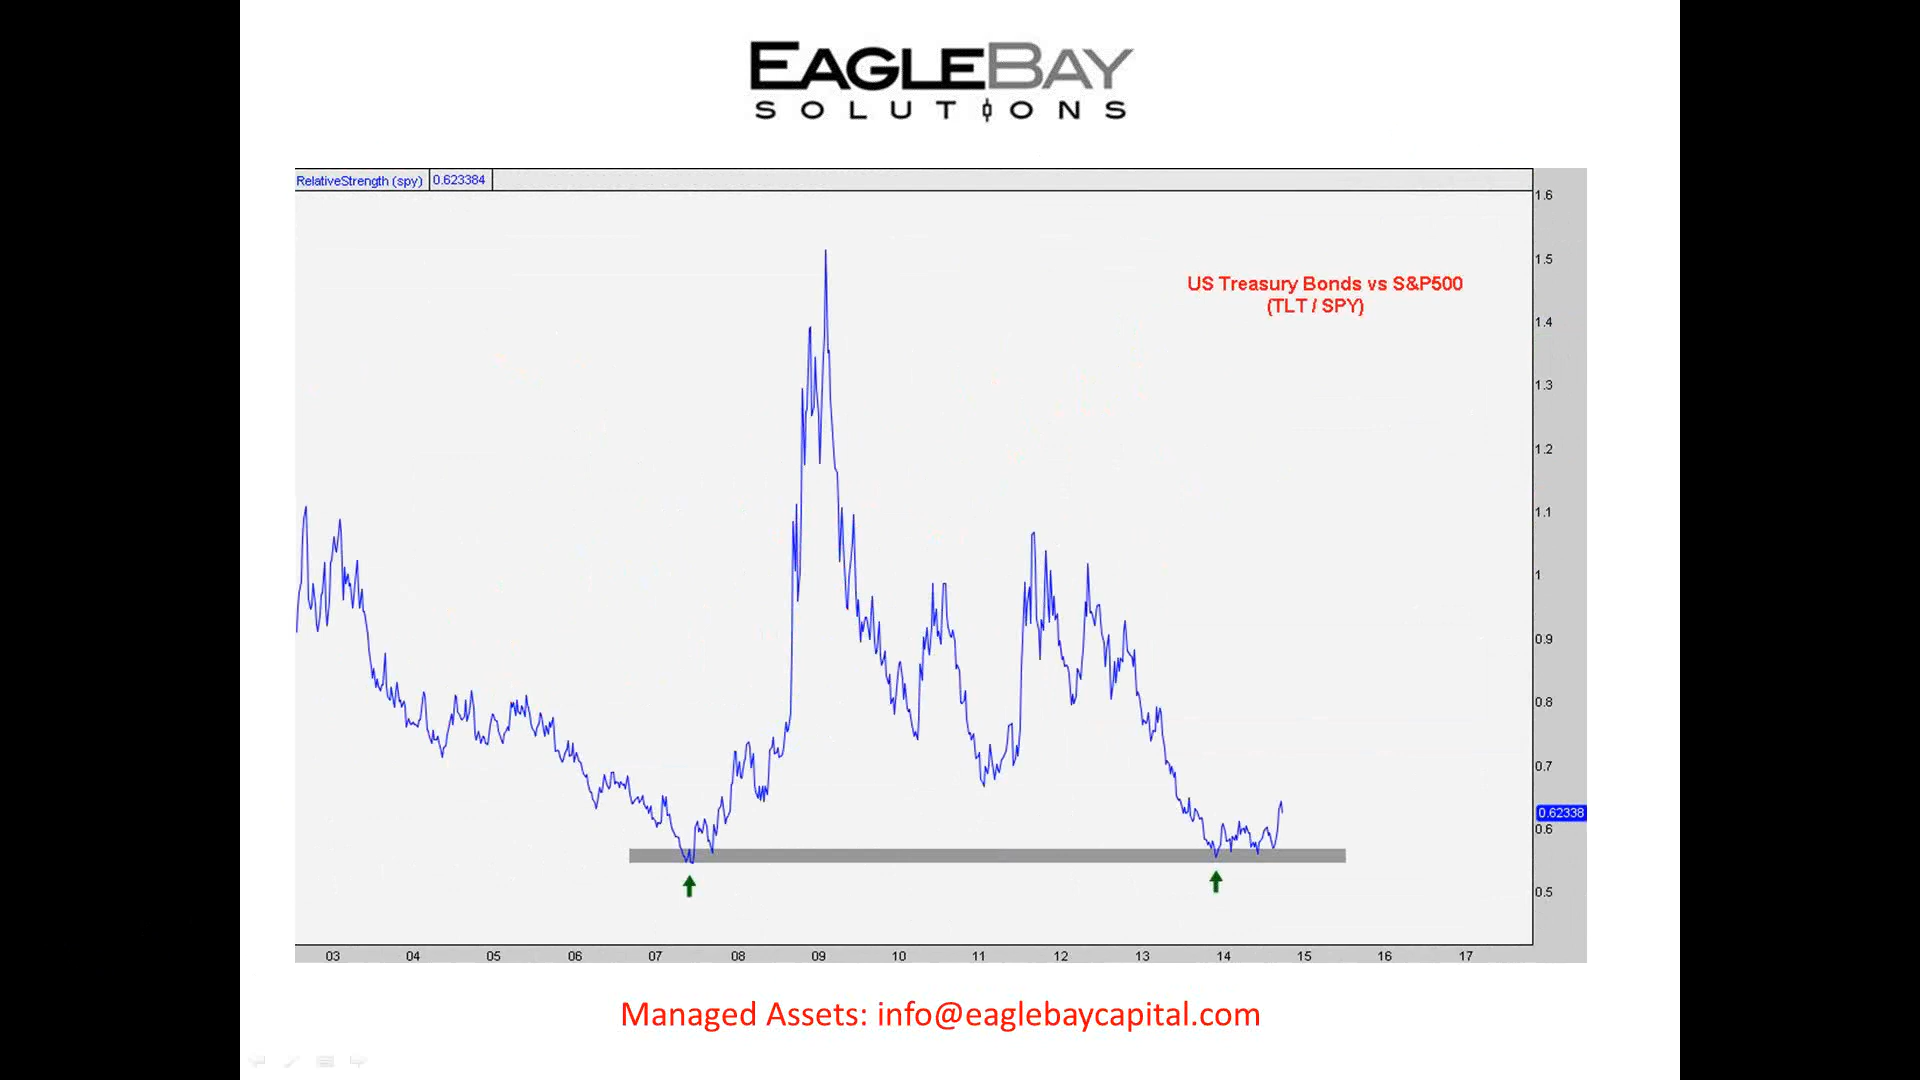 EAGLEBAY
SOLUTIONS
RelativeStrength (spy) 0.623384
1.6
1.5
US Treasury Bonds vs S&P500
(TLT / SPY)
1.4
1.3
1.2
1.1
1
0.9
0.8
0.7
0.62338
0.6
0.5
03 04 05 06 07 08 09 10 11 12 13 14 15 16 17
Managed Assets: info@eaglebaycapital.com